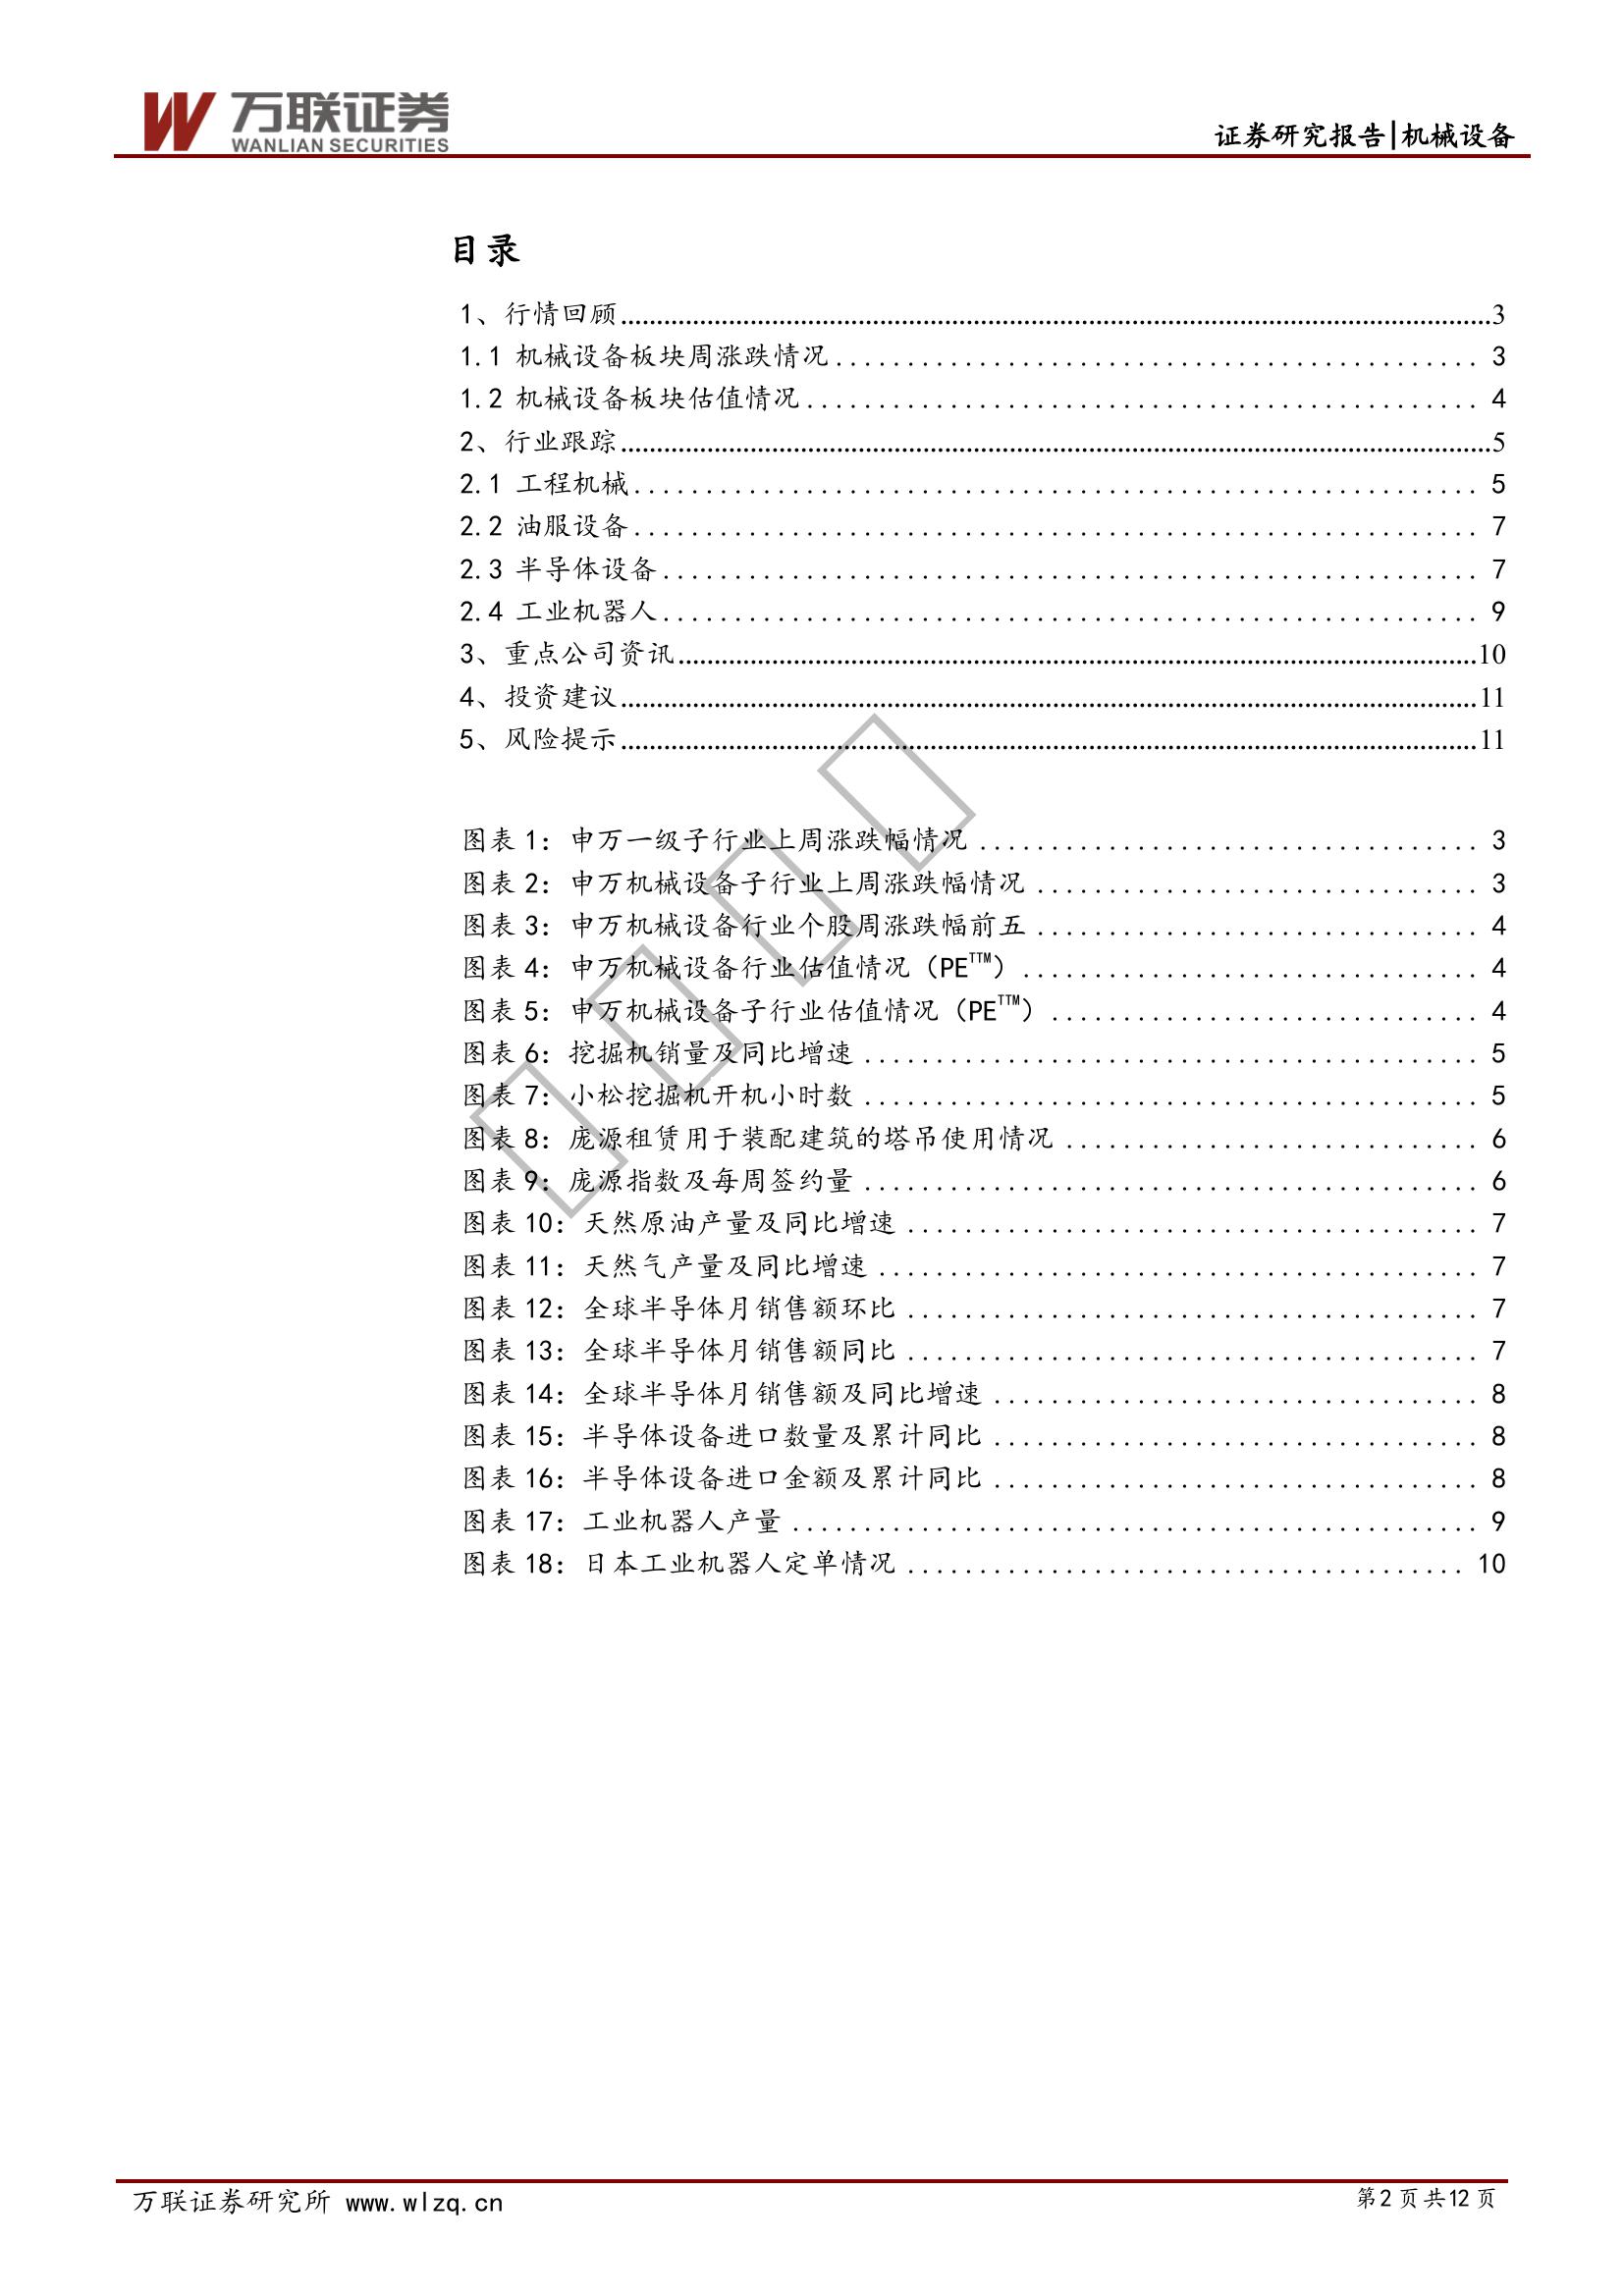 万联证券
WANLIAN SECURITIES
证券研究报告|机械设备
目录
1、行情回顾...........3
1.1 机械设备板块周涨跌情况........... 3
1.2 机械设备板块估值情况........... 4
2、行业跟踪...........5
2.1 工程机械........... 5
2.2 油服设备........... 7
2.3 半导体设备........... 7
2.4 工业机器人........... 9
3、重点公司资讯...........10
4、投资建议...........11
5、风险提示...........11
图表 1：申万一级子行业上周涨跌幅情况 ........... 3
图表 2：申万机械设备子行业上周涨跌幅情况 ........... 3
图表 3：申万机械设备行业个股周涨跌幅前五 ........... 4
图表 4：申万机械设备行业估值情况（PETTM）........... 4
图表 5：申万机械设备子行业估值情况（PETTM）........... 4
图表 6：挖掘机销量及同比增速 ........... 5
图表 7：小松挖掘机开机小时数 ........... 5
图表 8：庞源租赁用于装配建筑的塔吊使用情况 ........... 6
图表 9：庞源指数及每周签约量 ........... 6
图表 10：天然原油产量及同比增速 ........... 7
图表 11：天然气产量及同比增速 ........... 7
图表 12：全球半导体月销售额环比 ........... 7
图表 13：全球半导体月销售额同比 ........... 7
图表 14：全球半导体月销售额及同比增速 ........... 8
图表 15：半导体设备进口数量及累计同比 ........... 8
图表 16：半导体设备进口金额及累计同比 ........... 8
图表 17：工业机器人产量 ........... 9
图表 18：日本工业机器人定单情况 ........... 10
万联证券研究所 www.wlzq.cn
第2页共12页